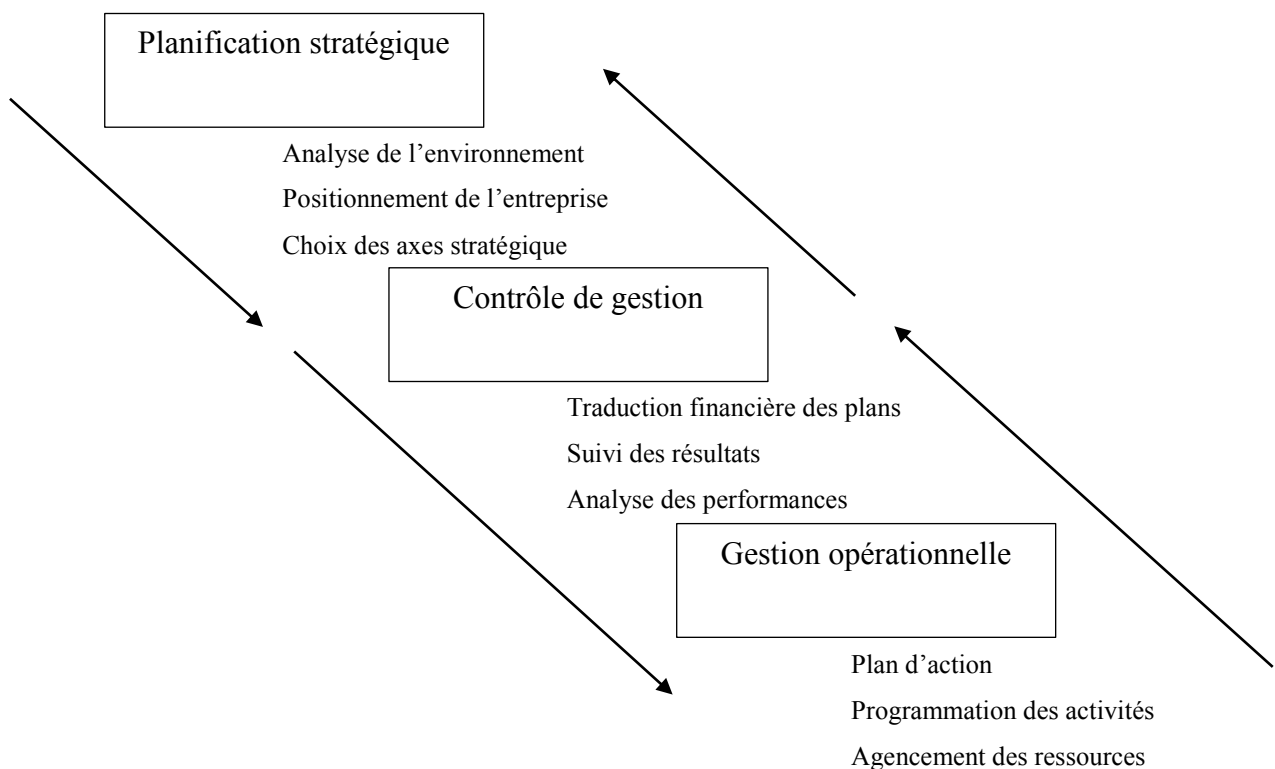 Planification stratégique
Analyse de l’environnement
Positionnement de l’entreprise
Choix des axes stratégique
Contrôle de gestion
Traduction financière des plans
Suivi des résultats
Analyse des performances
Gestion opérationnelle
Plan d’action
Programmation des activités
Agencement des ressources